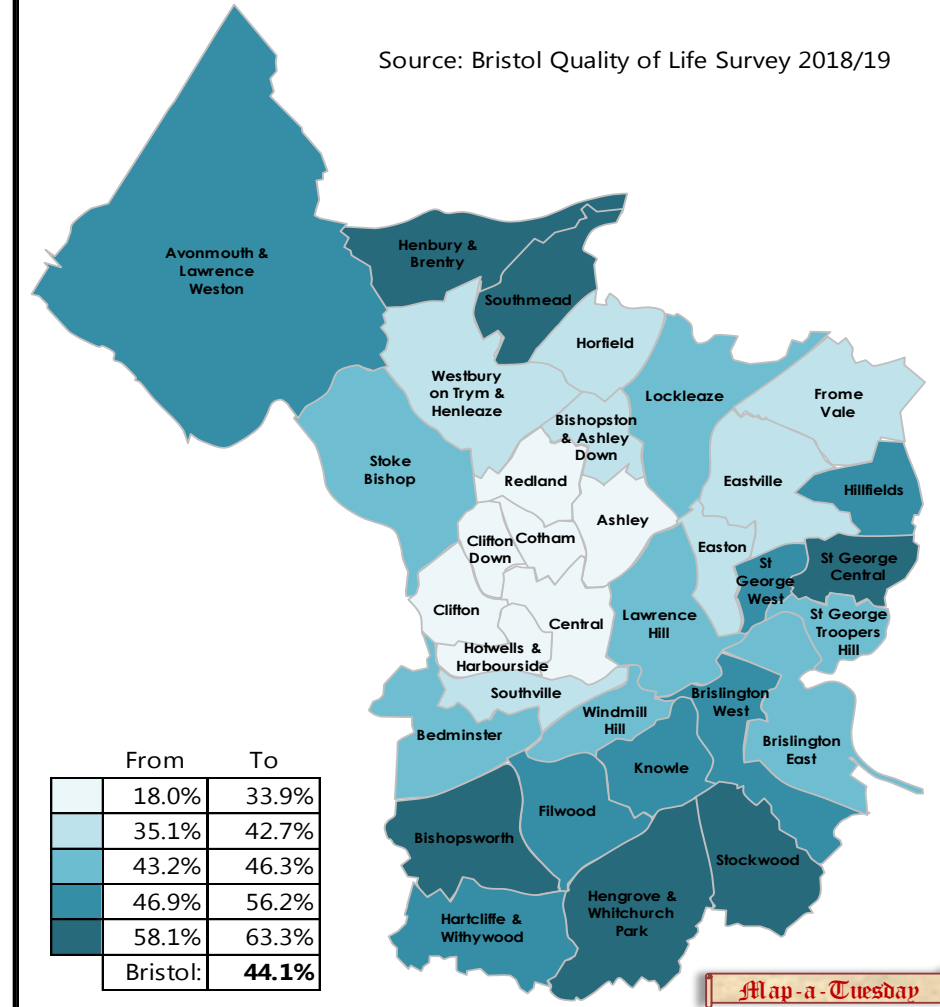 Source: Bristol Quality of Life Survey 2018/19
Avonmouth &
Lawrence
Weston
Henbury &
Brentry
Southmead
Horfield
Westbury
on Trym &
Henleaze
Lockleaze
Frome
Vale
Bishopston
& Ashley
Down
Stoke
Bishop
Redland
Eastville
Hillfields
Ashley
Clifton
Down
Cotham
Easton
St
George
West
St George
Central
Clifton
Central
Lawrence
Hill
St George
Troopers
Hill
Hotwells &
Harbourside
Southville
Brislington
West
Windmill
Hill
Bedminster
Brislington
East
Knowle
Filwood
Bishopsworth
Stockwood
Hengrove &
Whitchurch
Park
Hartcliffe &
Withywood
From To
18.0% 33.9%
35.1% 42.7%
43.2% 46.3%
46.9% 56.2%
58.1% 63.3%
Bristol: 44.1%
Map-a-Tuesday